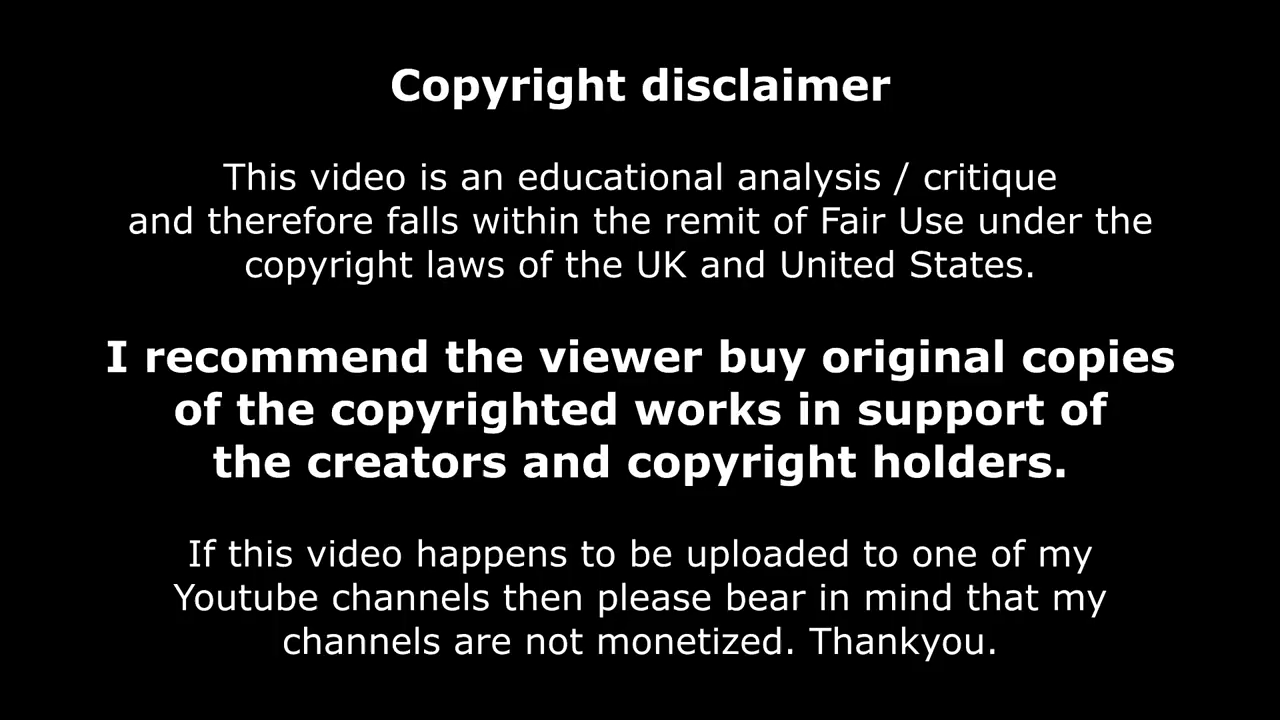 Copyright disclaimer
This video is an educational analysis / critique
and therefore falls within the remit of Fair Use under the
copyright laws of the UK and United States.
I recommend the viewer buy original copies
of the copyrighted works in support of
the creators and copyright holders.
If this video happens to be uploaded to one of my
Youtube channels then please bear in mind that my
channels are not monetized. Thankyou.